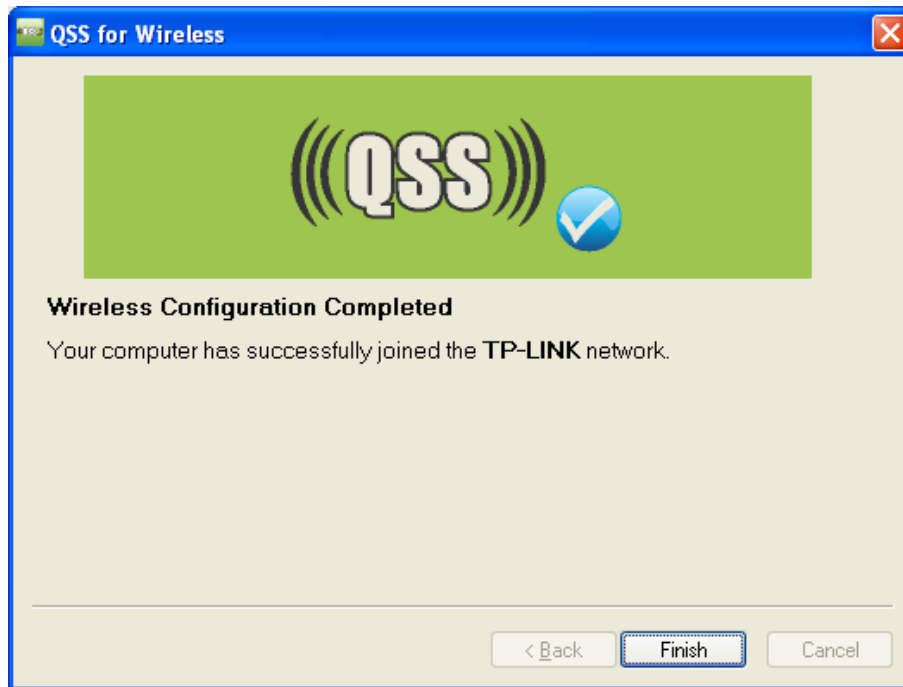 QSS for Wireless
(((QSS)))
Wireless Configuration Completed
Your computer has successfully joined the TP-LINK network.
< Back Finish Cancel